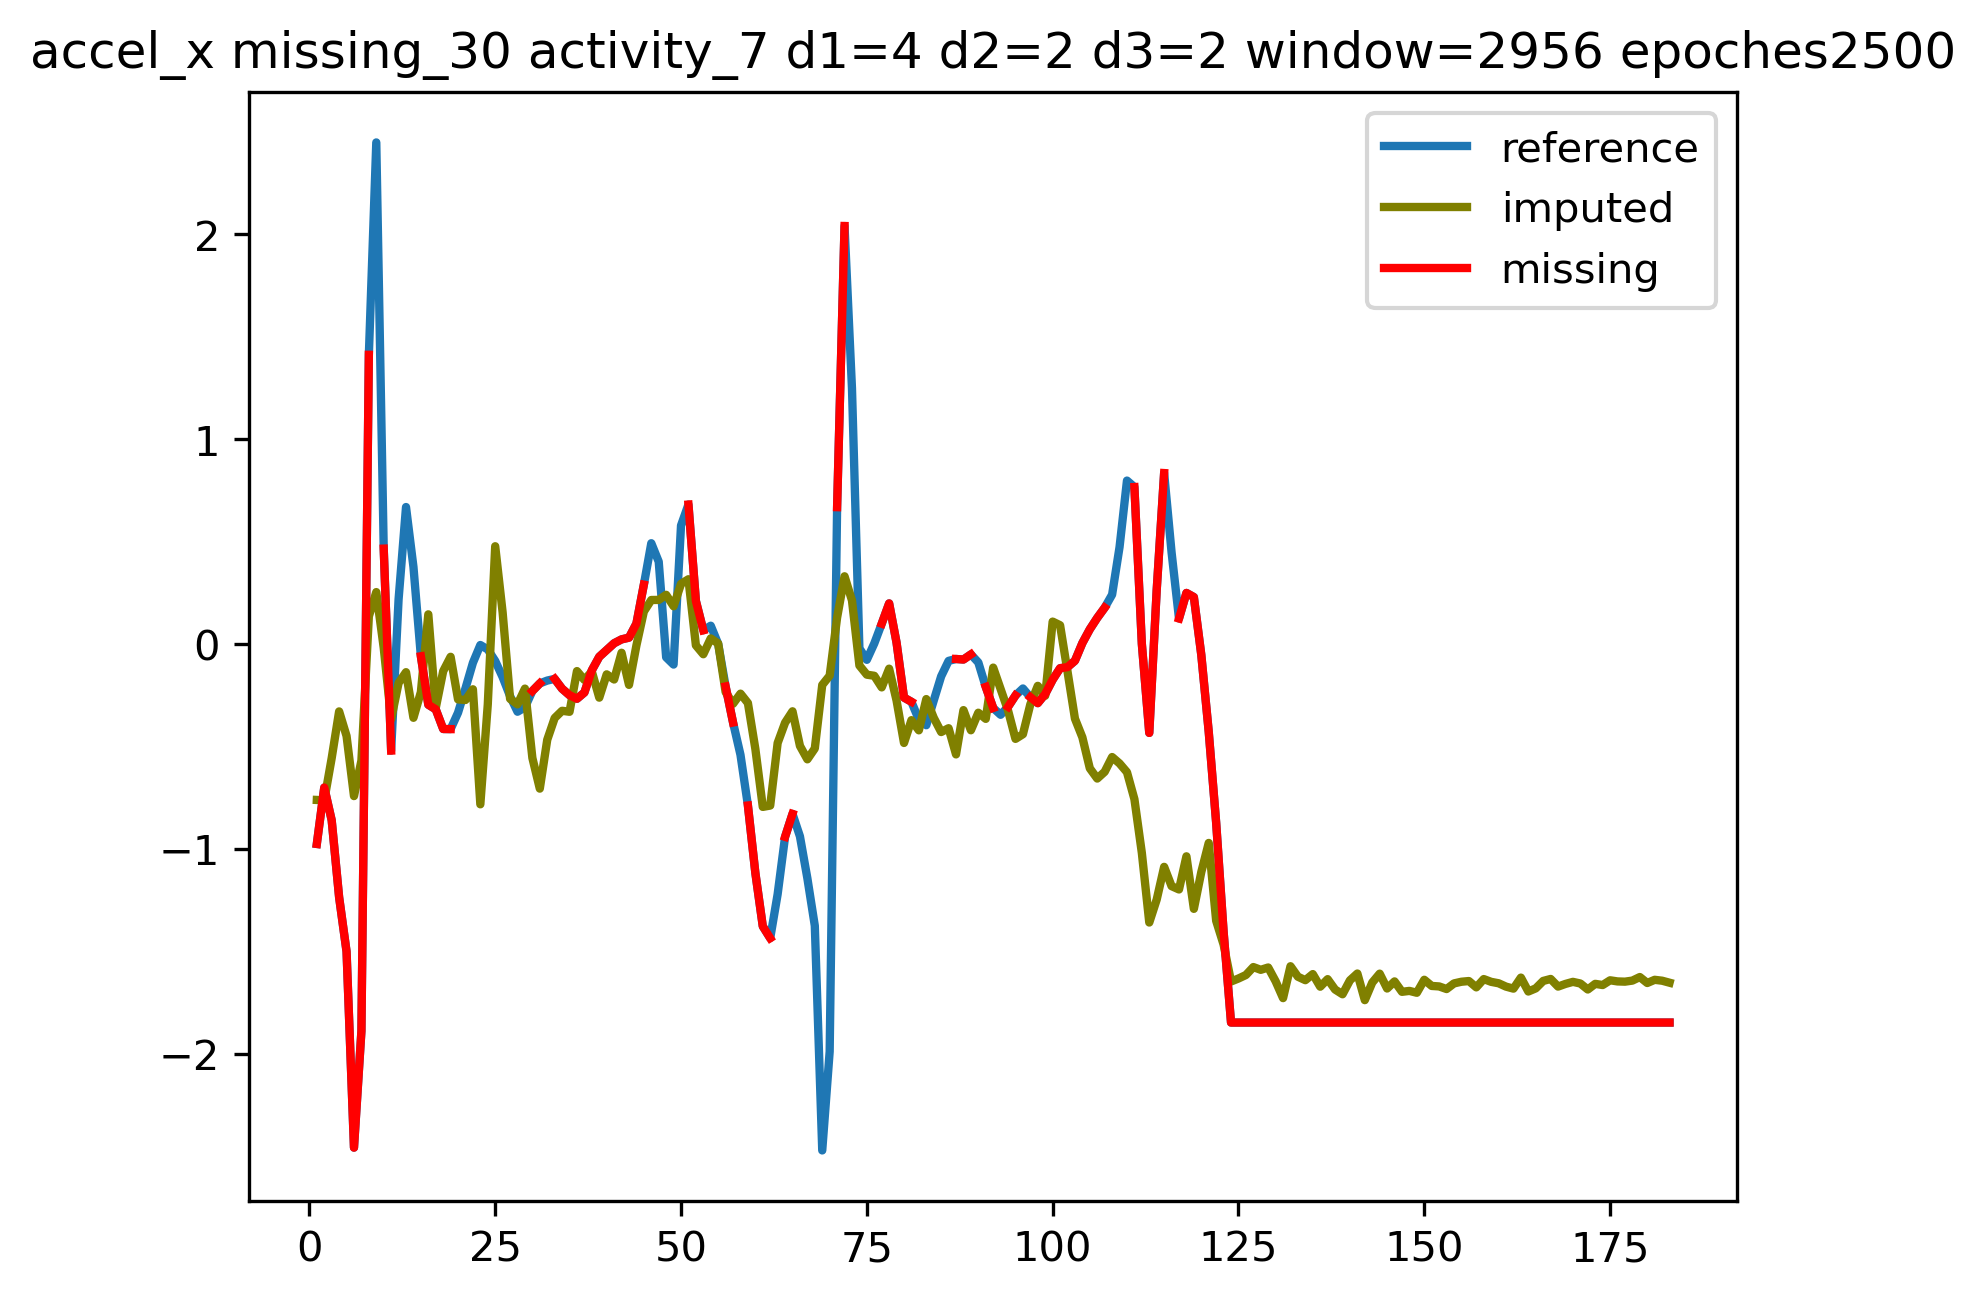 accel_x missing_30 activity_7 d1=4 d2=2 d3=2 window=2956 epoches2500
reference
imputed
missing
2
1
0
−1
−2
0 25 50 75 100 125 150 175